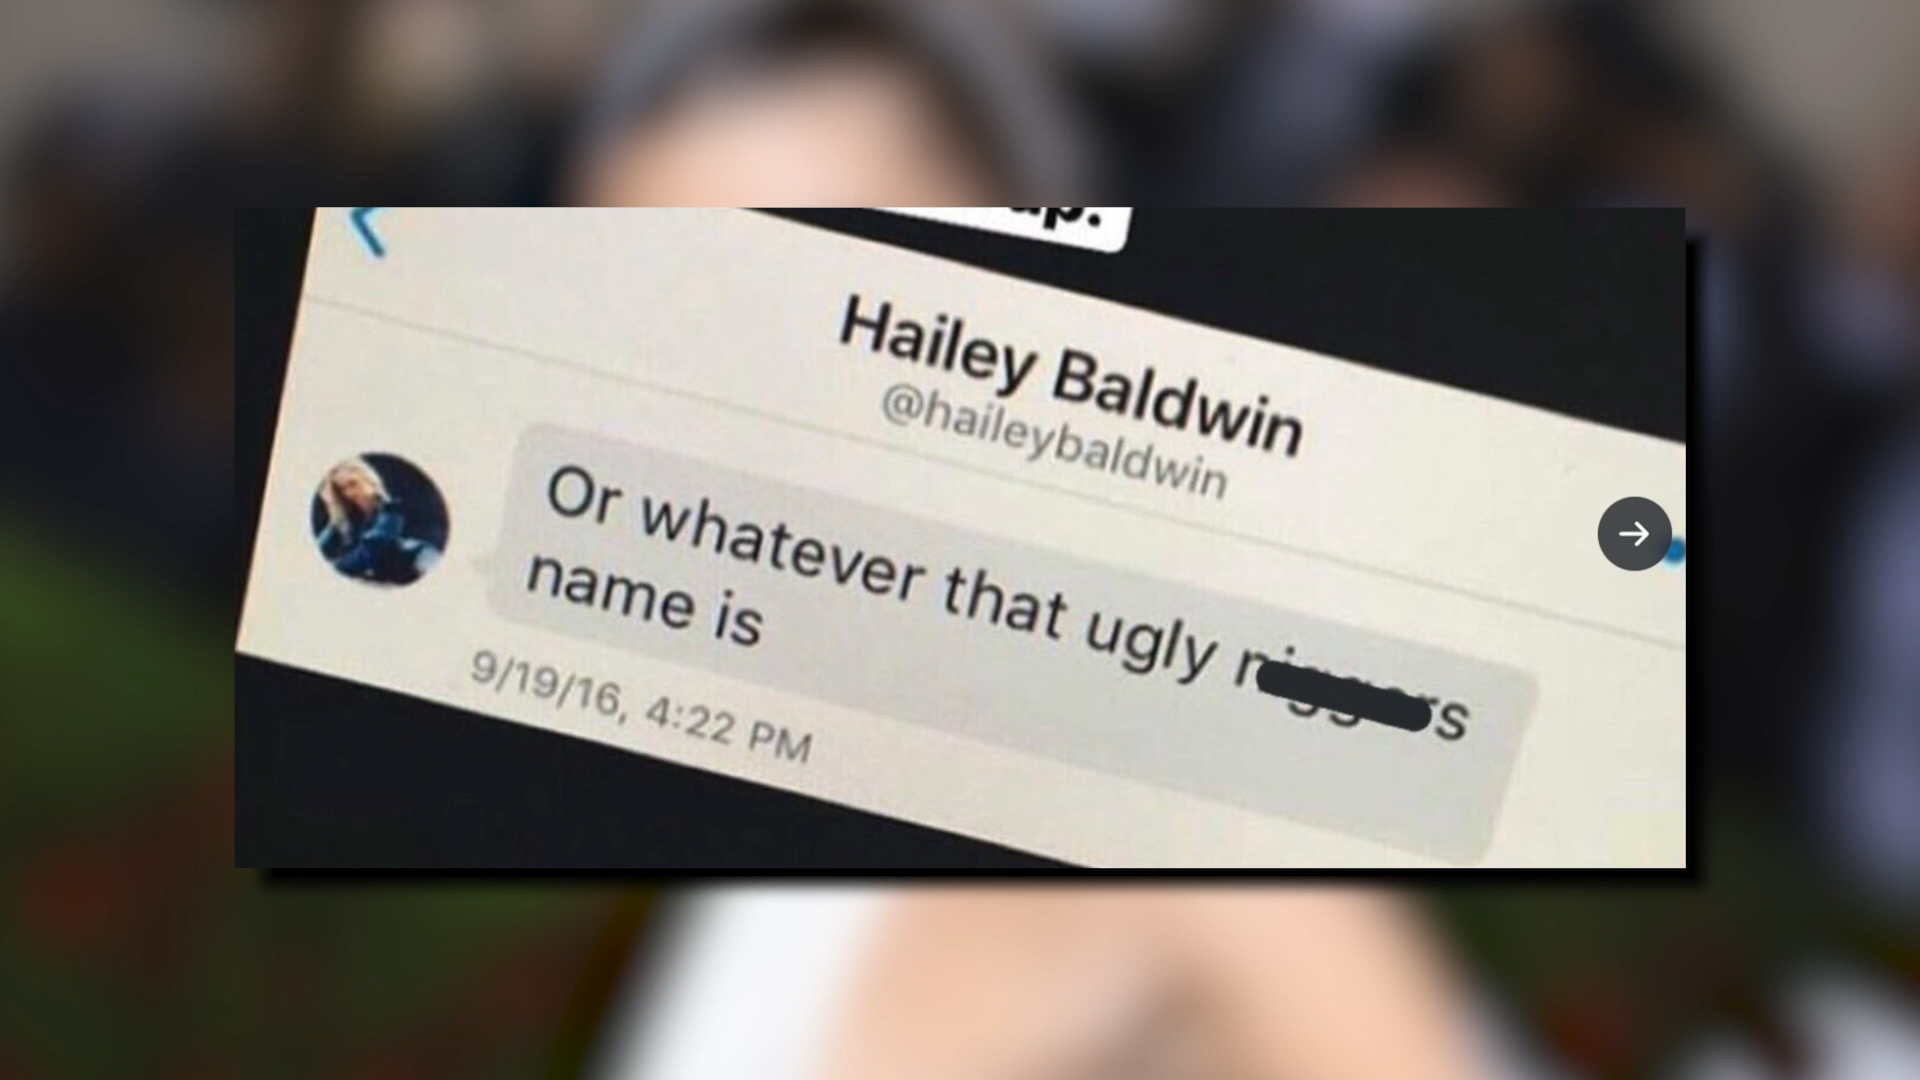 Hailey Baldwin
@haileybaldwin
Or whatever that ugly
name is
9/19/16, 4:22 PM